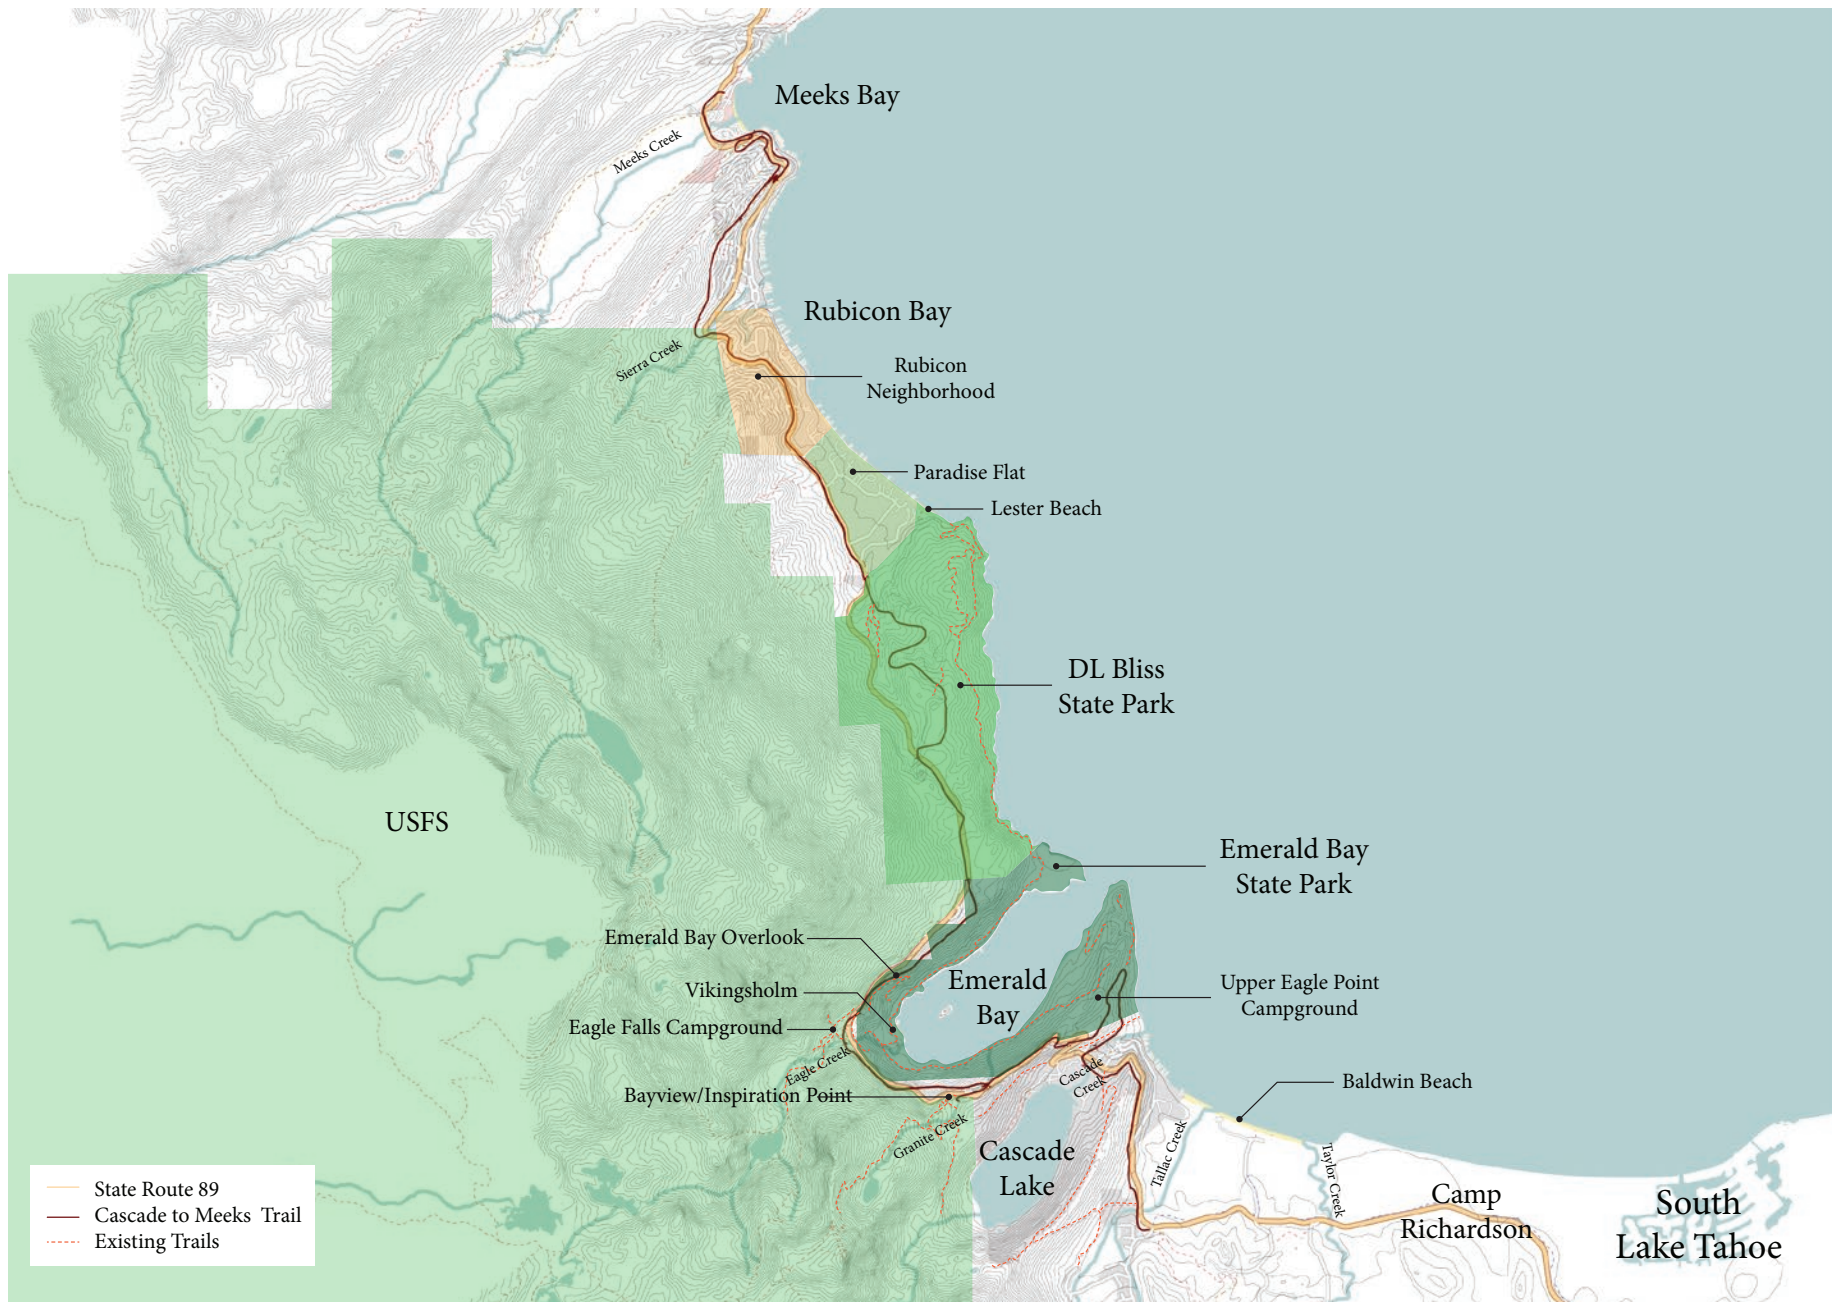 Meeks Bay
Meeks Creek
Rubicon Bay
Sierra Creek
Rubicon
Neighborhood
Paradise Flat
Lester Beach
DL Bliss
State Park
USFS
Emerald Bay
State Park
Emerald Bay Overlook
Emerald
Bay
Vikingsholm
Upper Eagle Point
Campground
Eagle Falls Campground
Eagle Creek
Cascade
Creek
Bayview/Inspiration Point
Baldwin Beach
Granite Creek
Cascade
Lake
Tallac Creek
Taylor Creek
Camp
Richardson
South
Lake Tahoe
State Route 89
Cascade to Meeks Trail
Existing Trails